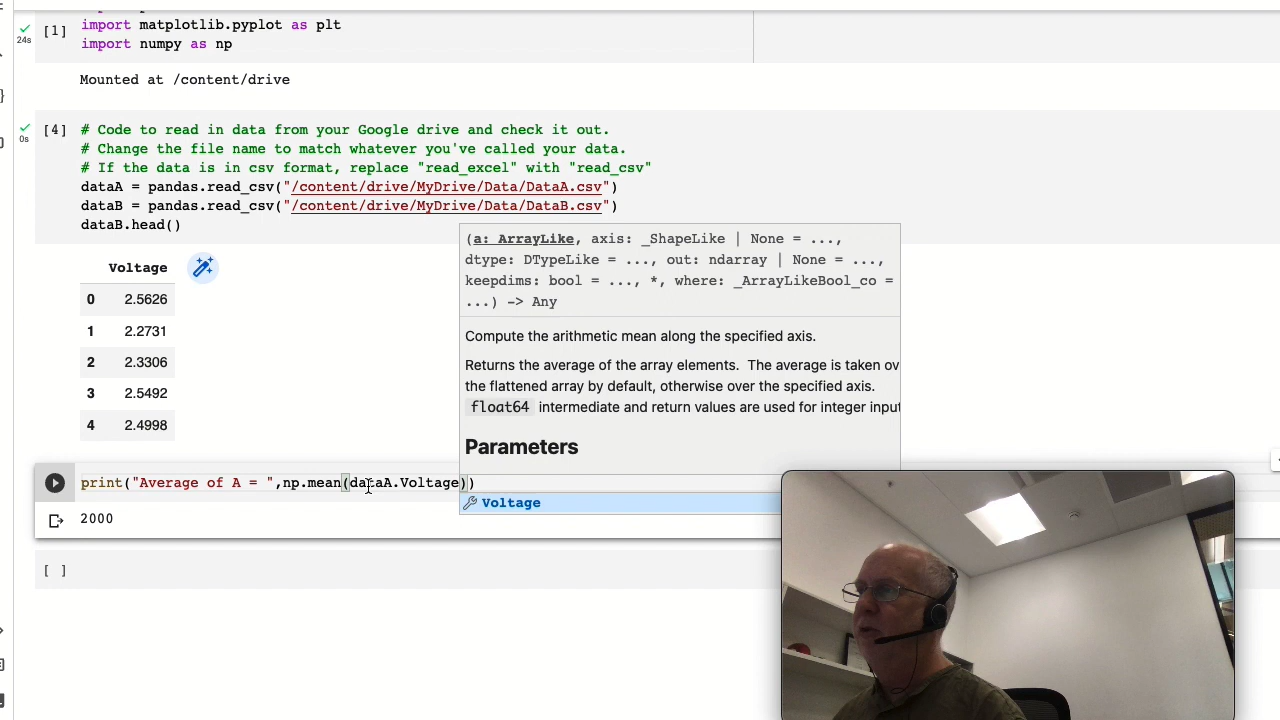 [1]
24s
import matplotlib.pyplot as plt
import numpy as np
Mounted at /content/drive
[4]
0s
# Code to read in data from your Google drive and check it out.
# Change the file name to match whatever you've called your data.
# If the data is in csv format, replace "read_excel" with "read_csv"
dataA = pandas.read_csv("/content/drive/MyDrive/Data/DataA.csv")
dataB = pandas.read_csv("/content/drive/MyDrive/Data/DataB.csv")
dataB.head()
(a: ArrayLike, axis: _ShapeLike | None = ...,
dtype: DTypeLike = ..., out: ndarray | None = ...,
keepdims: bool = ..., *, where: _ArrayLikeBool_co =
...) -> Any
Compute the arithmetic mean along the specified axis.
Returns the average of the array elements. The average is taken ov
the flattened array by default, otherwise over the specified axis.
float64 intermediate and return values are used for integer input
Parameters
Voltage
0 2.5626
1 2.2731
2 2.3306
3 2.5492
4 2.4998
print("Average of A = ",np.mean(dataA.Voltage))
Voltage
2000
[ ]